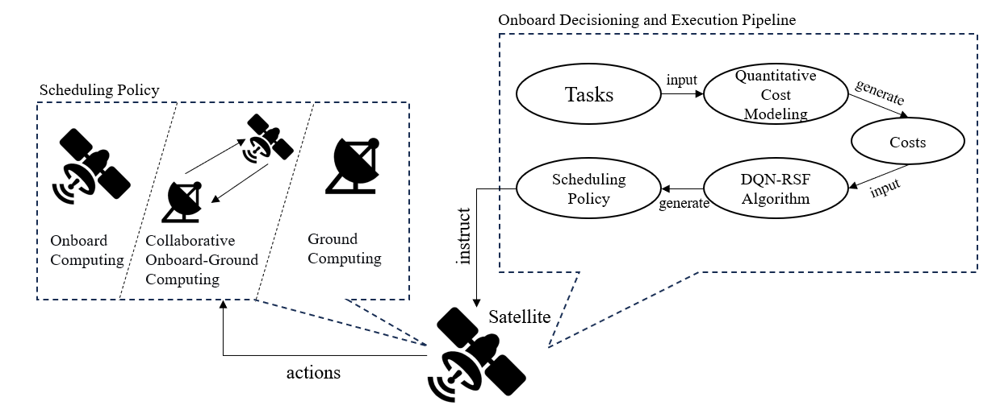 Onboard Decisioning and Execution Pipeline
Tasks
input
Quantitative
Cost
Modeling
generate
Costs
input
DQN-RSF
Algorithm
generate
Scheduling
Policy
instruct
Satellite
actions
Scheduling Policy
Onboard
Computing
Collaborative
Onboard-Ground
Computing
Ground
Computing